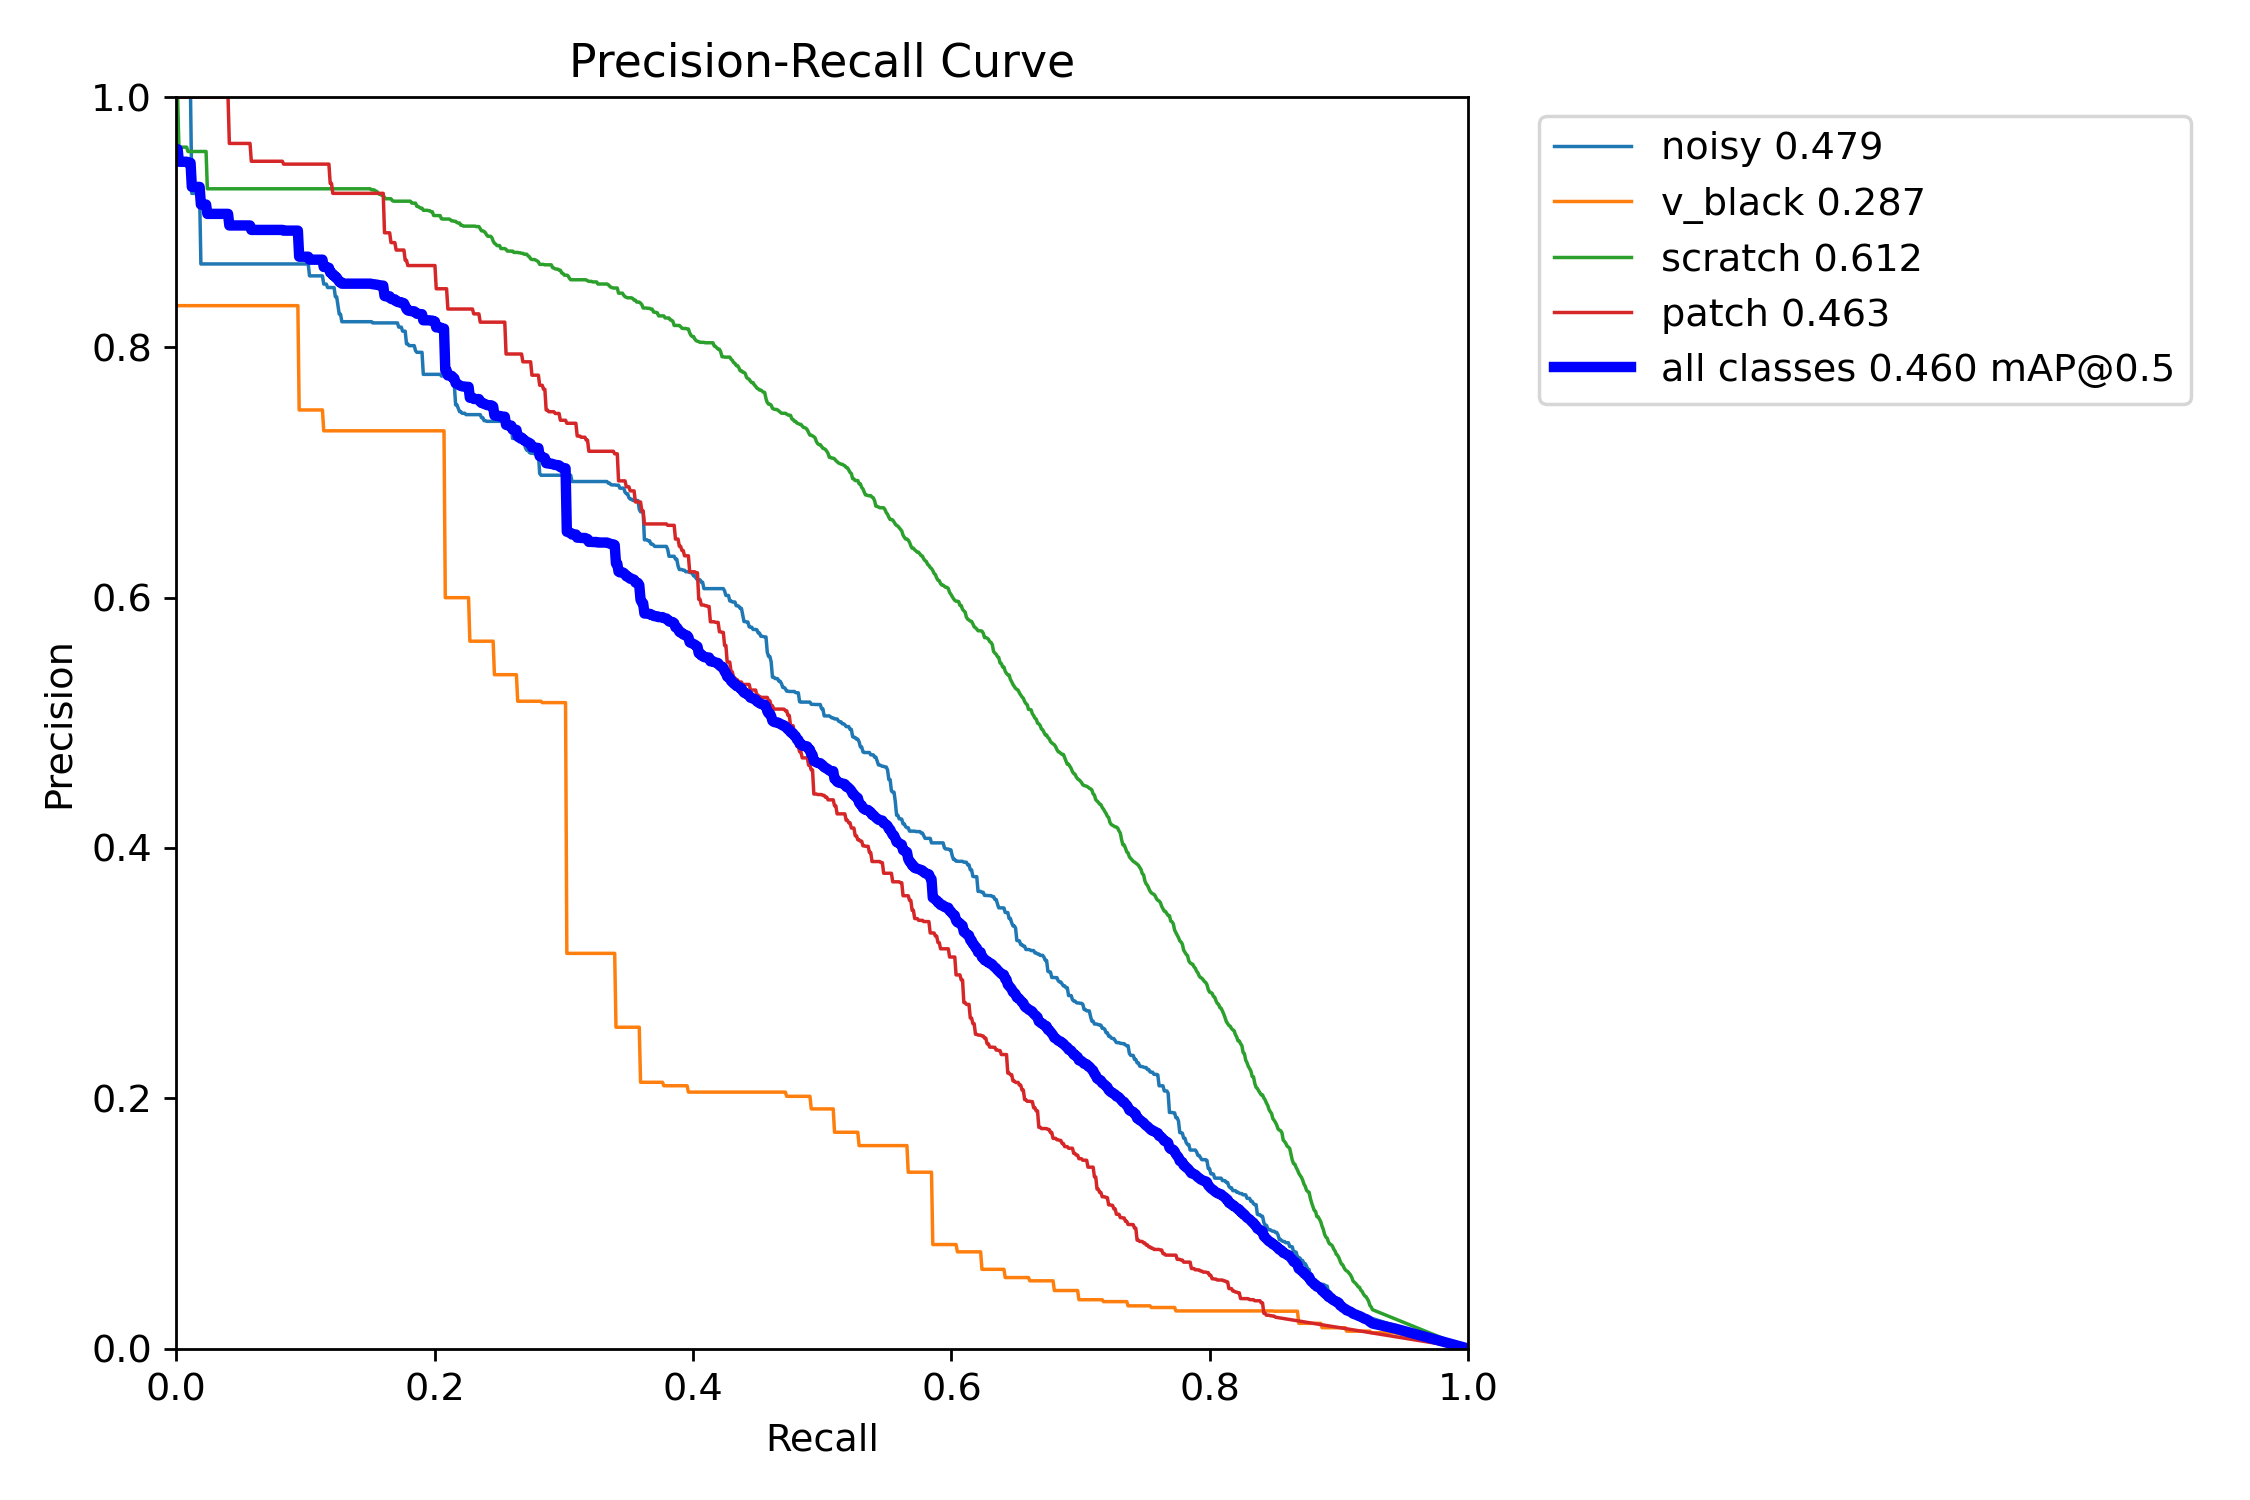 Precision-Recall Curve
1.0
0.8
0.6
0.4
0.2
0.0
Precision
0.0 0.2 0.4 0.6 0.8 1.0
Recall
noisy 0.479
v_black 0.287
scratch 0.612
patch 0.463
all classes 0.460 mAP@0.5